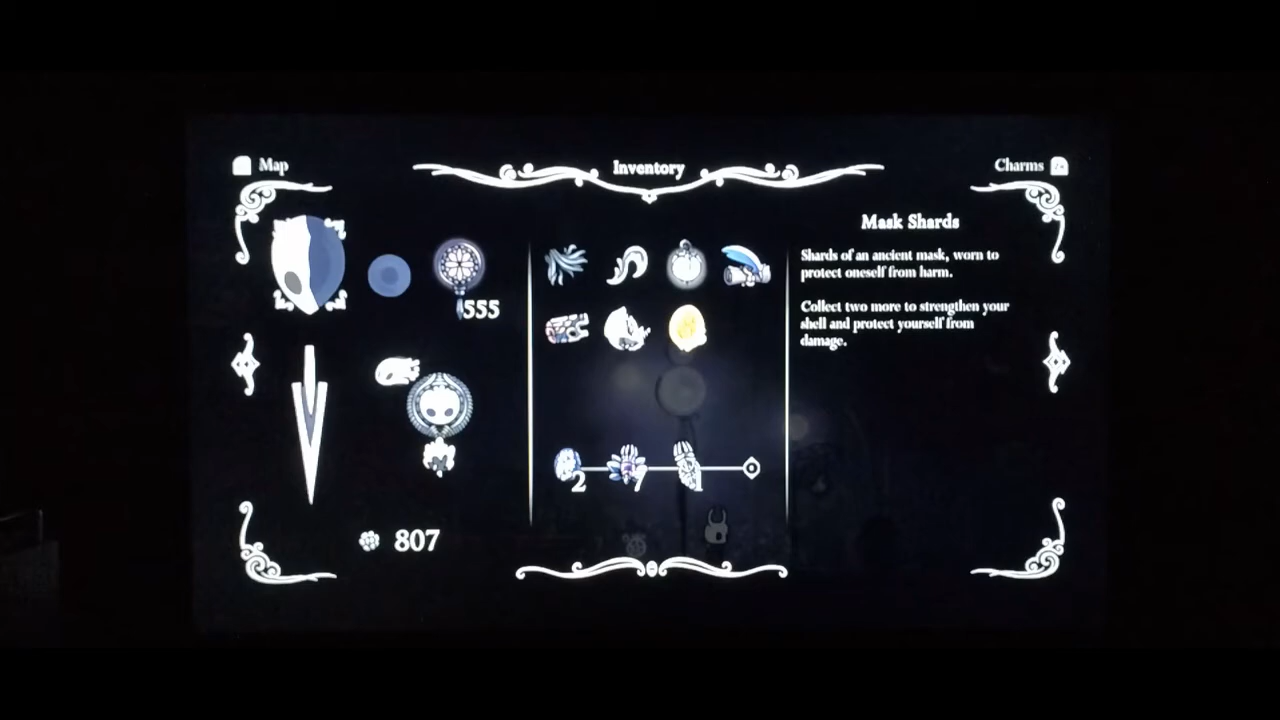 Map
Inventory
Charms
Mask Shards
Shards of an ancient mask, worn to
protect oneself from harm.
Collect two more to strengthen your
shell and protect yourself from
damage.
555
2
7
1
807